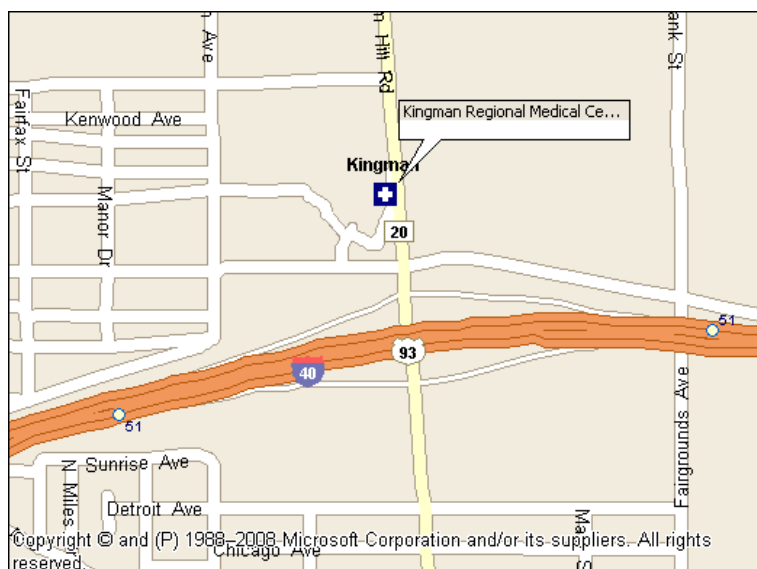 n Ave
n Hill Rd
ank St
Fairfax St
Kenwood Ave
Kingman Regional Medical Ce...
Kingman
Manor Dr
20
51
93
40
51
Fairgrounds Ave
Sunrise Ave
N Miles
Detroit Ave
Ma
S
Copyright © and (P) 1988–2008 Microsoft Corporation and/or its suppliers. All rights
Chicago Ave
reserved.